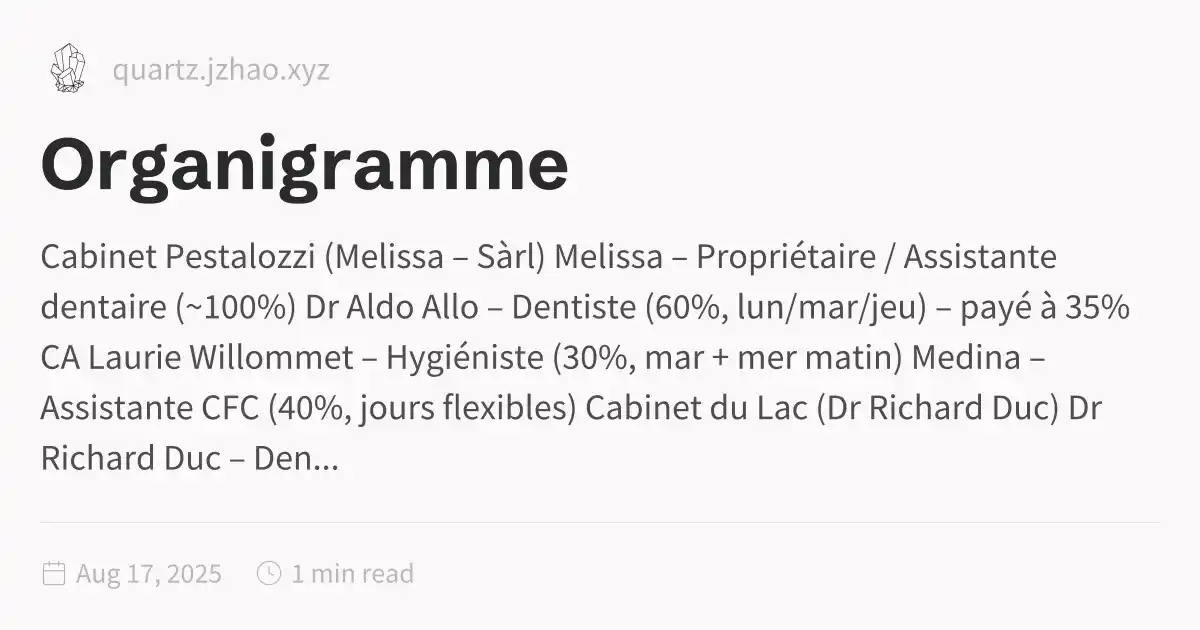 quartz.jzhao.xyz
Organigramme
Cabinet Pestalozzi (Melissa – Sàrl) Melissa – Propriétaire / Assistante
dentaire (~100%) Dr Aldo Allo – Dentiste (60%, lun/mar/jeu) – payé à 35%
CA Laurie Willommet – Hygiéniste (30%, mar + mer matin) Medina –
Assistante CFC (40%, jours flexibles) Cabinet du Lac (Dr Richard Duc) Dr
Richard Duc – Den...
Aug 17, 2025 1 min read